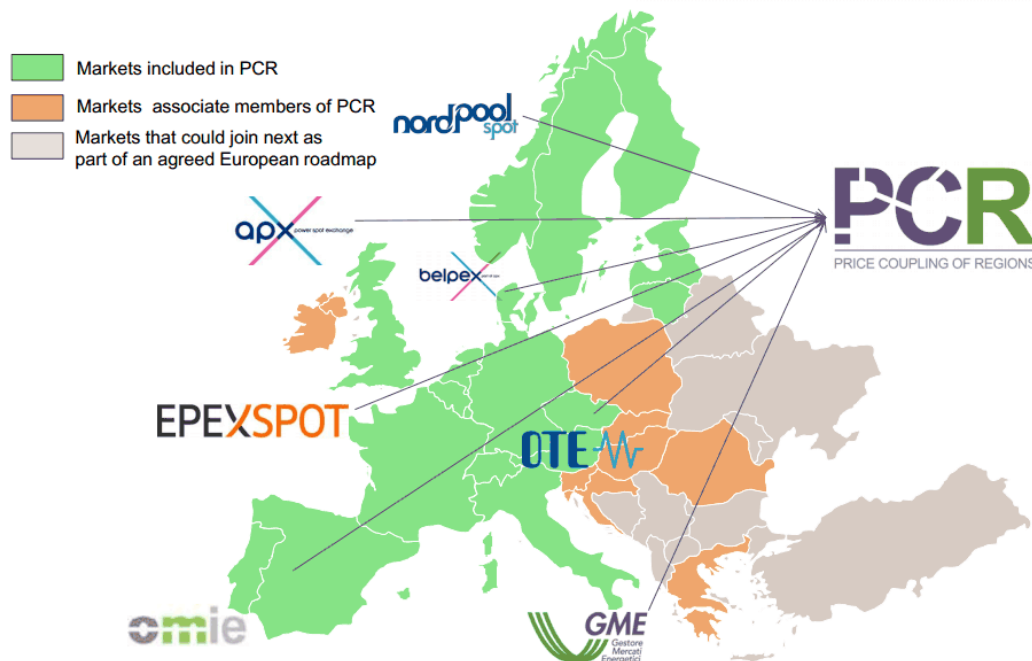 Markets included in PCR
Markets associate members of PCR
Markets that could join next as
part of an agreed European roadmap
nordpool
spot
apx power spot exchange
belpex
PCR
PRICE COUPLING OF REGIONS
EPEXSPOT
OTE
omie
GME
Gestore
Mercati
Energetici